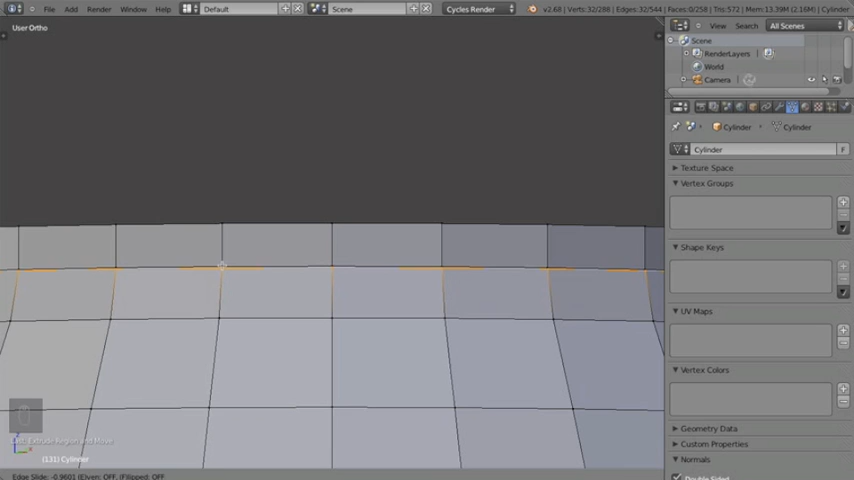 File Add Render Window Help Default Scene Cycles Render v2.68 | Verts:32/288 | Edges:32/544 | Faces:0/258 | Tris:572 | Mem:13.39M (2.16M) | Cylinder
User Ortho
View Search All Scenes
Scene
RenderLayers
World
Camera
Cylinder Cylinder
Cylinder F
Texture Space
Vertex Groups
Shape Keys
UV Maps
Vertex Colors
Geometry Data
Custom Properties
Normals
Double Sided
Last: Extrude Region and Move
(131) Cylinder
Edge Slide: -0.9601 (E)ven: OFF, (F)lipped: OFF